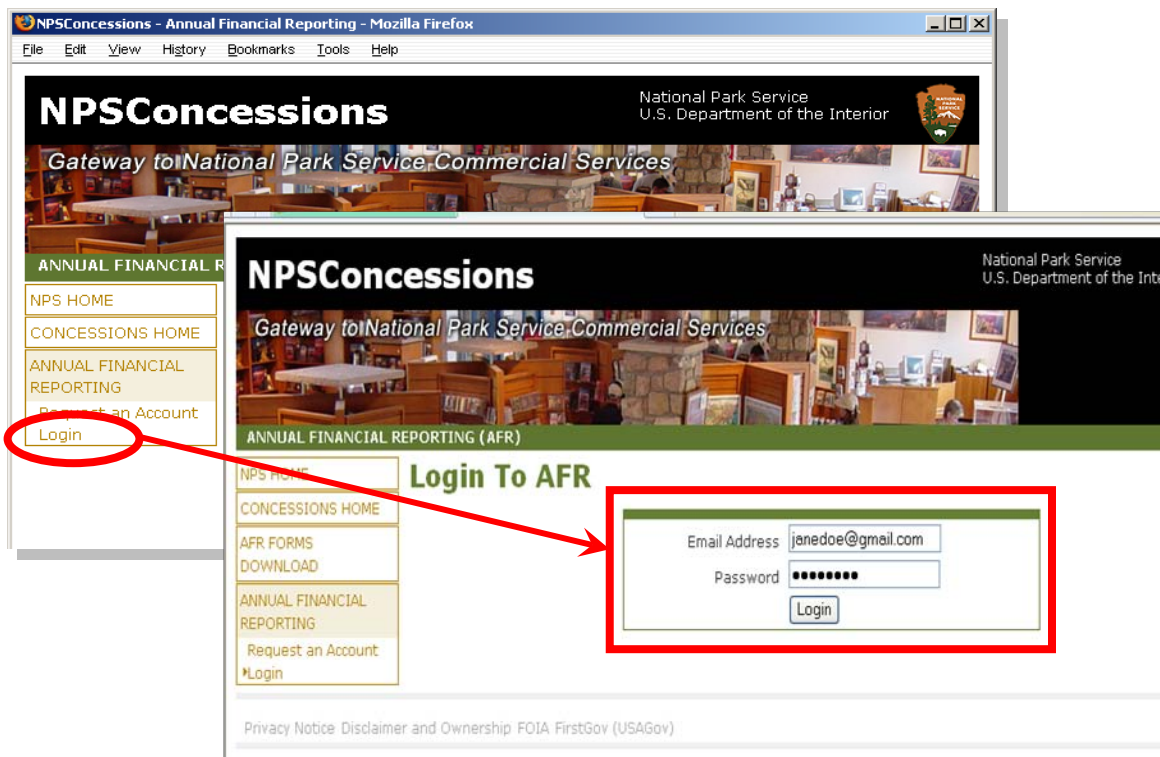 NPSConcessions - Annual Financial Reporting - Mozilla Firefox
File Edit View History Bookmarks Tools Help
NPSConcessions
National Park Service
U.S. Department of the Interior
NATIONAL
PARK
SERVICE
Gateway to National Park Service Commercial Services
ANNUAL FINANCIAL R
NPS HOME
CONCESSIONS HOME
ANNUAL FINANCIAL
REPORTING
Request an Account
Login
NPSConcessions
National Park Service
U.S. Department of the Inte
Gateway to National Park Service Commercial Services
ANNUAL FINANCIAL REPORTING (AFR)
NPS HOME
CONCESSIONS HOME
AFR FORMS
DOWNLOAD
ANNUAL FINANCIAL
REPORTING
Request an Account
Login
Login To AFR
Email Address janedoe@gmail.com
Password ••••••••
Login
Privacy Notice Disclaimer and Ownership FOIA FirstGov (USAGov)